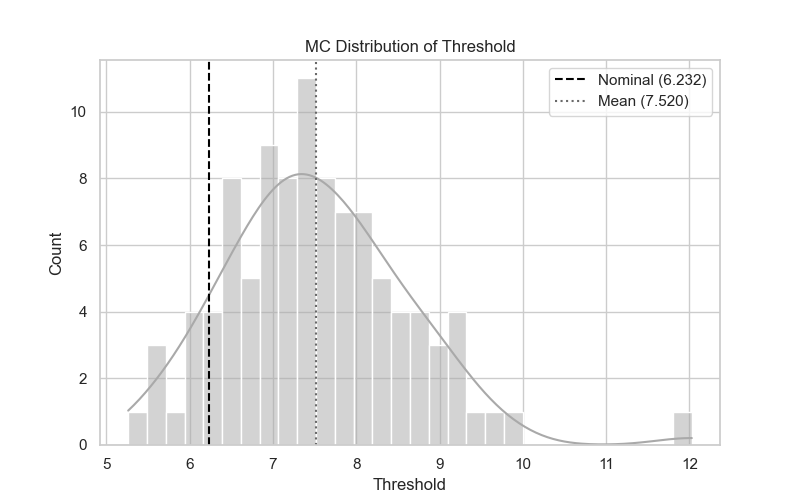 MC Distribution of Threshold
Nominal (6.232)
Mean (7.520)
Count
10
8
6
4
2
0
5 6 7 8 9 10 11 12
Threshold